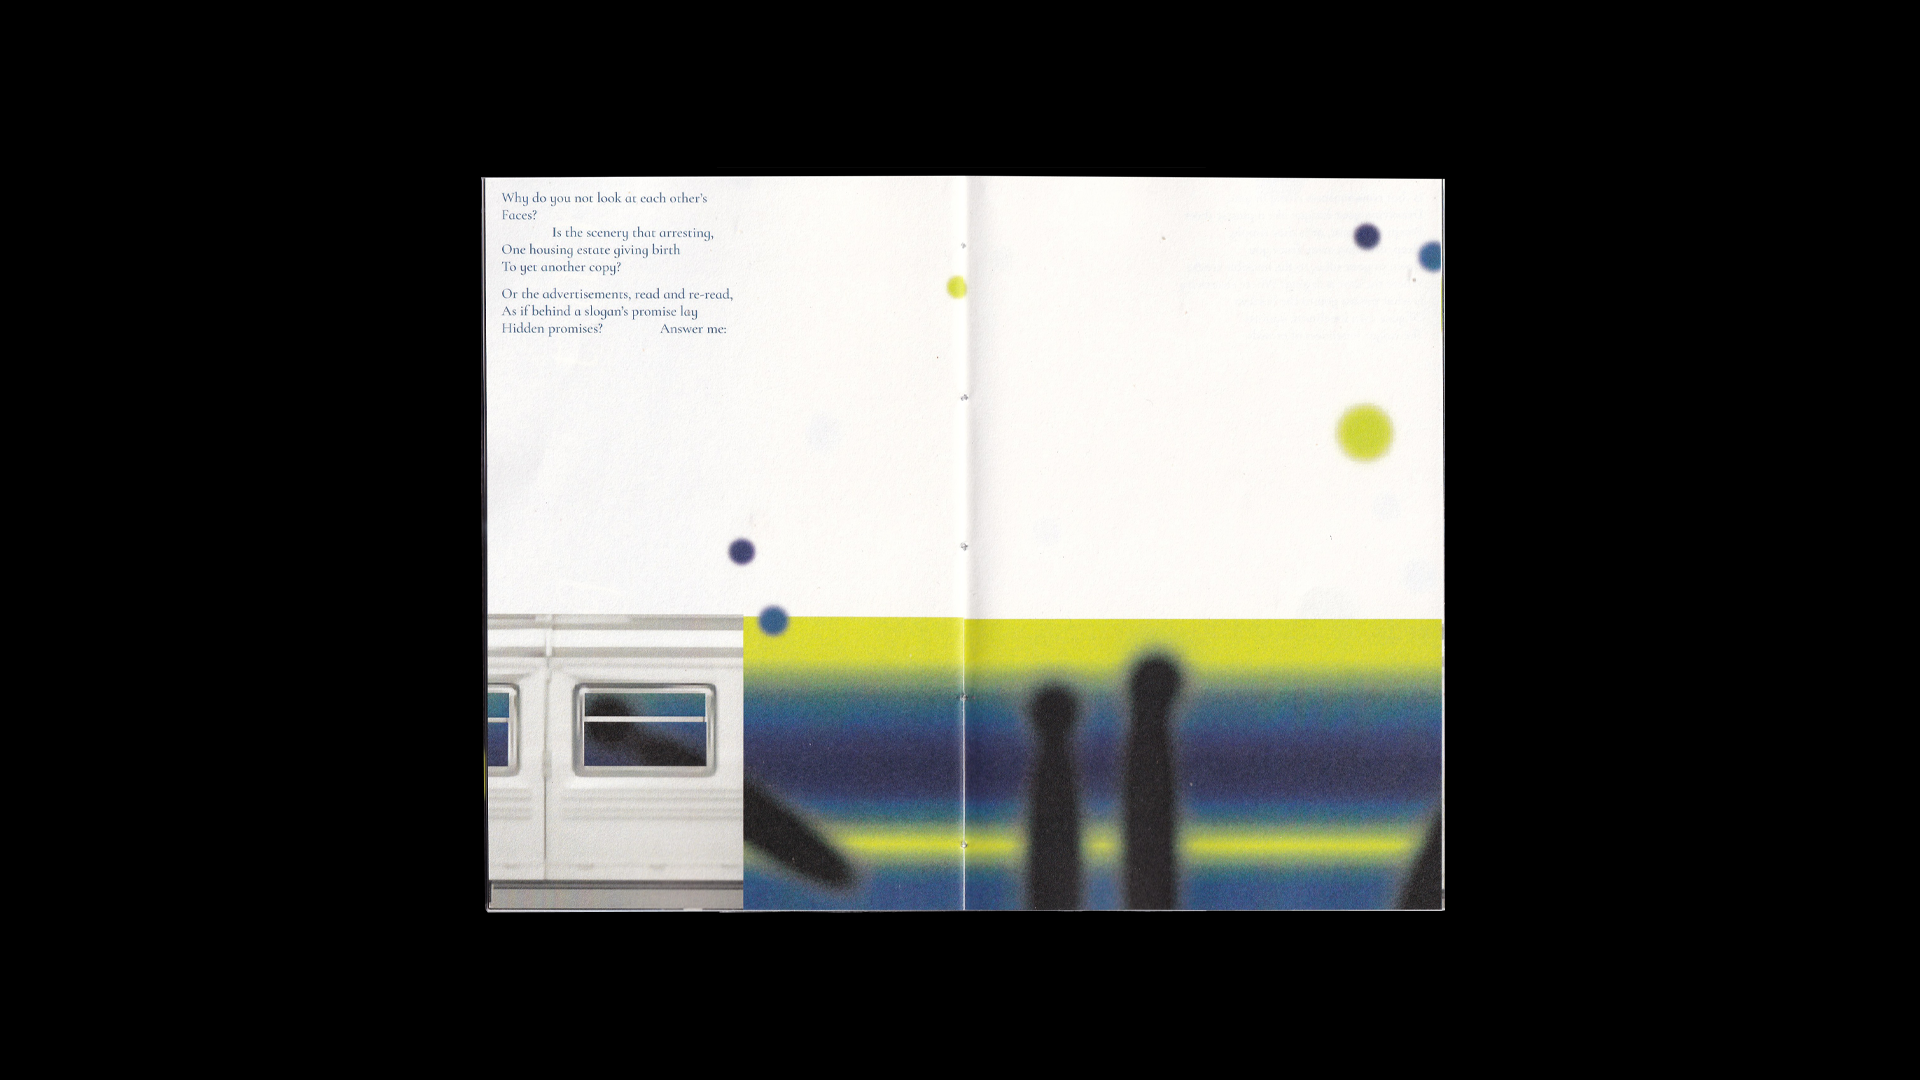 Why do you not look at each other's
Faces?
Is the scenery that arresting,
One housing estate giving birth
To yet another copy?
Or the advertisements, read and re-read,
As if behind a slogan's promise lay
Hidden promises? Answer me: